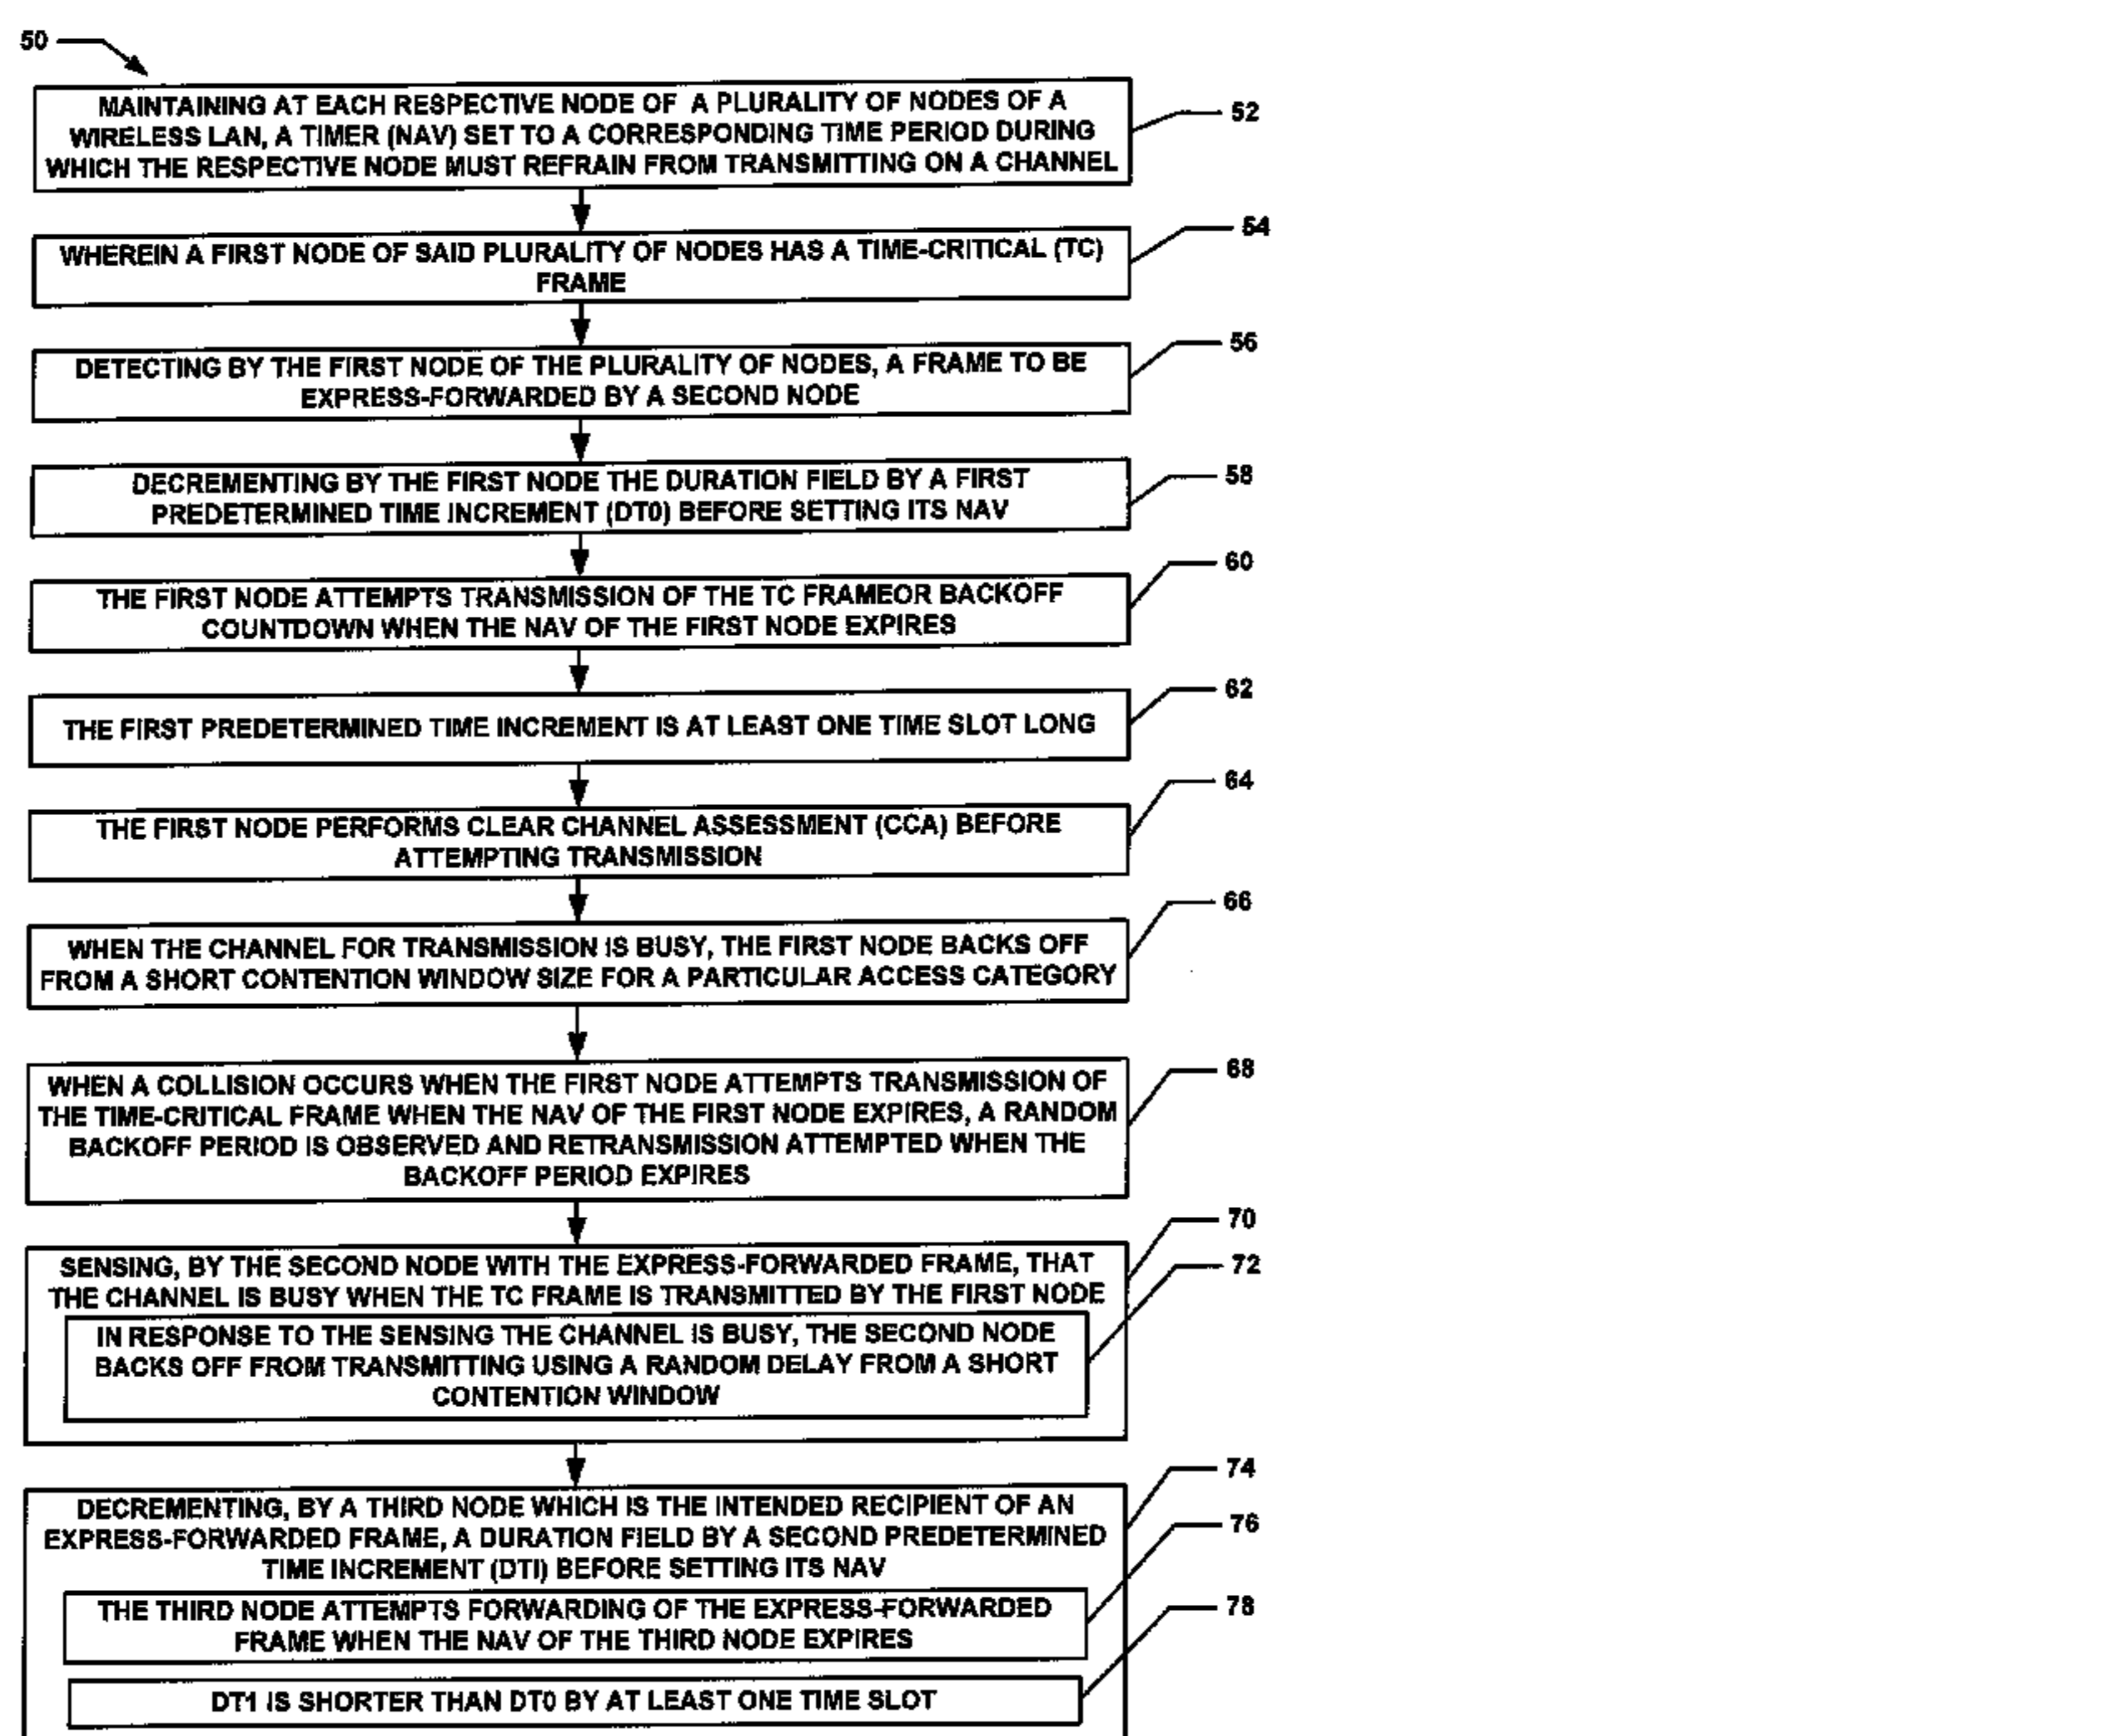 50
MAINTAINING AT EACH RESPECTIVE NODE OF A PLURALITY OF NODES OF A
WIRELESS LAN, A TIMER (NAV) SET TO A CORRESPONDING TIME PERIOD DURING
WHICH THE RESPECTIVE NODE MUST REFRAIN FROM TRANSMITTING ON A CHANNEL
52
WHEREIN A FIRST NODE OF SAID PLURALITY OF NODES HAS A TIME-CRITICAL (TC)
FRAME
54
DETECTING BY THE FIRST NODE OF THE PLURALITY OF NODES, A FRAME TO BE
EXPRESS-FORWARDED BY A SECOND NODE
56
DECREMENTING BY THE FIRST NODE THE DURATION FIELD BY A FIRST
PREDETERMINED TIME INCREMENT (DT0) BEFORE SETTING ITS NAV
58
THE FIRST NODE ATTEMPTS TRANSMISSION OF THE TC FRAMEOR BACKOFF
COUNTDOWN WHEN THE NAV OF THE FIRST NODE EXPIRES
60
THE FIRST PREDETERMINED TIME INCREMENT IS AT LEAST ONE TIME SLOT LONG
62
THE FIRST NODE PERFORMS CLEAR CHANNEL ASSESSMENT (CCA) BEFORE
ATTEMPTING TRANSMISSION
64
WHEN THE CHANNEL FOR TRANSMISSION IS BUSY, THE FIRST NODE BACKS OFF
FROM A SHORT CONTENTION WINDOW SIZE FOR A PARTICULAR ACCESS CATEGORY
66
WHEN A COLLISION OCCURS WHEN THE FIRST NODE ATTEMPTS TRANSMISSION OF
THE TIME-CRITICAL FRAME WHEN THE NAV OF THE FIRST NODE EXPIRES, A RANDOM
BACKOFF PERIOD IS OBSERVED AND RETRANSMISSION ATTEMPTED WHEN THE
BACKOFF PERIOD EXPIRES
68
SENSING, BY THE SECOND NODE WITH THE EXPRESS-FORWARDED FRAME, THAT
THE CHANNEL IS BUSY WHEN THE TC FRAME IS TRANSMITTED BY THE FIRST NODE
70
IN RESPONSE TO THE SENSING THE CHANNEL IS BUSY, THE SECOND NODE
BACKS OFF FROM TRANSMITTING USING A RANDOM DELAY FROM A SHORT
CONTENTION WINDOW
72
DECREMENTING, BY A THIRD NODE WHICH IS THE INTENDED RECIPIENT OF AN
EXPRESS-FORWARDED FRAME, A DURATION FIELD BY A SECOND PREDETERMINED
TIME INCREMENT (DTI) BEFORE SETTING ITS NAV
74
THE THIRD NODE ATTEMPTS FORWARDING OF THE EXPRESS-FORWARDED
FRAME WHEN THE NAV OF THE THIRD NODE EXPIRES
76
DT1 IS SHORTER THAN DT0 BY AT LEAST ONE TIME SLOT
78